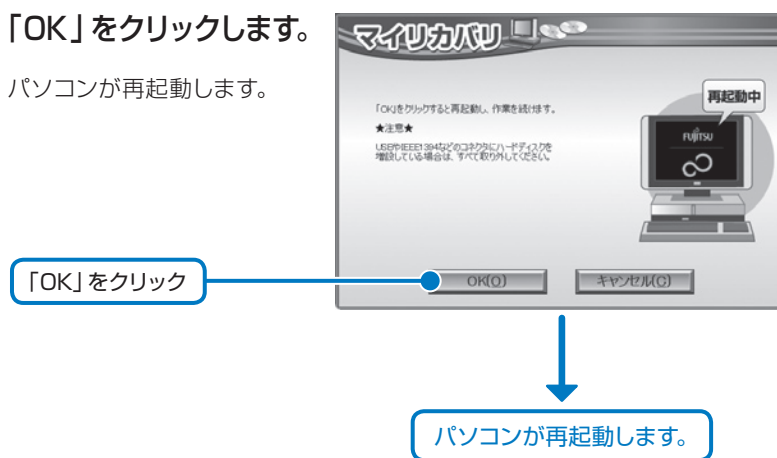 「OK」をクリックします。
パソコンが再起動します。
マイリカバリ
再起動中
「OK」をクリックすると再起動し、作業を続けます。
★注意★
USBやIEEE1394などのコネクタにハードディスクを
増設している場合は、すべて取り外してください。
FUJITSU
「OK」をクリック
OK(O)
キャンセル(C)
パソコンが再起動します。